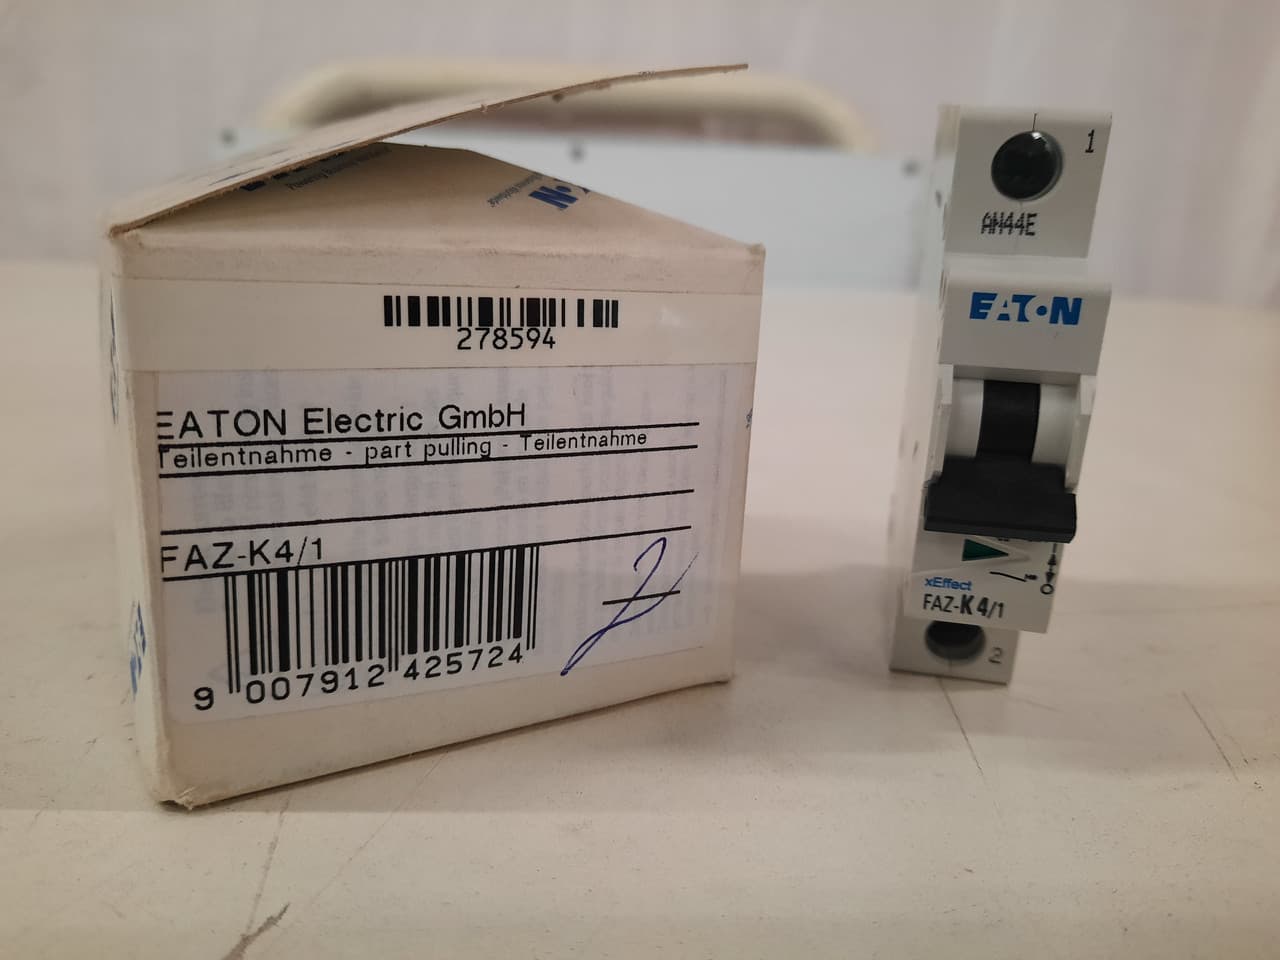 278594
EATON Electric GmbH
Teilentnahme - part pulling - Teilentnahme
FAZ-K4/1
9 007912 425724
1
AN44E
EATON
xEffect
FAZ-K4/1
2